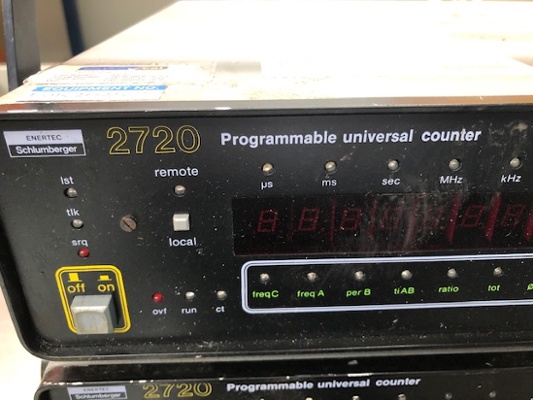 EQUIPMENT NO.
ENERTEC
Schlumberger
2720 Programmable universal counter
lst
remote
µs ms sec MHz kHz
tlk
local
srq
off on
freqC freq A per B tiAB ratio tot
ovf run ct
ENERTEC
Schlumberger
2720 Programmable universal counter